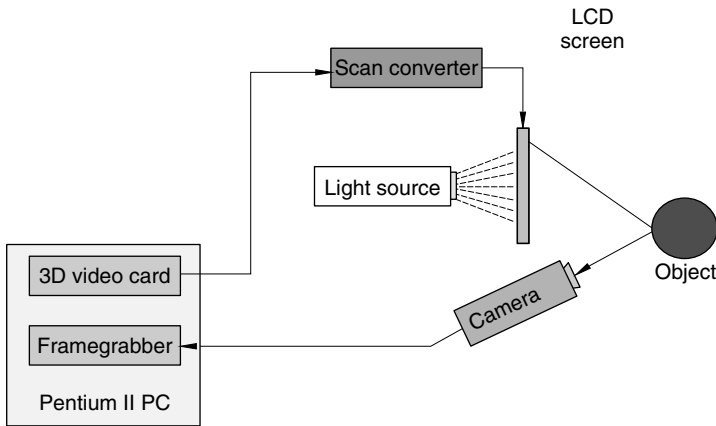 LCD
screen
Scan converter
Light source
3D video card
Object
Camera
Framegrabber
Pentium II PC